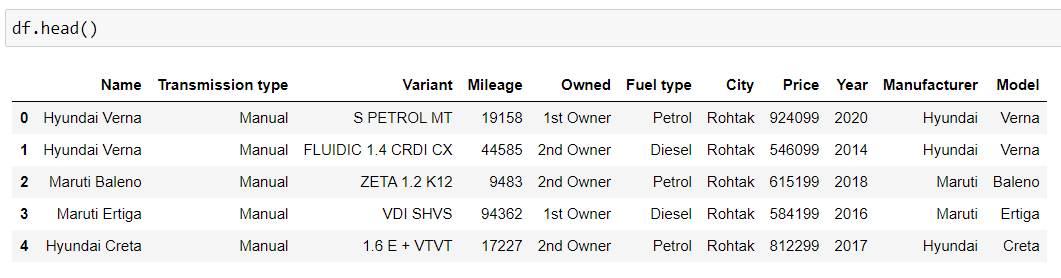 df.head()
Name Transmission type Variant Mileage Owned Fuel type City Price Year Manufacturer Model
0 Hyundai Verna Manual S PETROL MT 19158 1st Owner Petrol Rohtak 924099 2020 Hyundai Verna
1 Hyundai Verna Manual FLUIDIC 1.4 CRDI CX 44585 2nd Owner Diesel Rohtak 546099 2014 Hyundai Verna
2 Maruti Baleno Manual ZETA 1.2 K12 9483 2nd Owner Petrol Rohtak 615199 2018 Maruti Baleno
3 Maruti Ertiga Manual VDI SHVS 94362 1st Owner Diesel Rohtak 584199 2016 Maruti Ertiga
4 Hyundai Creta Manual 1.6 E + VTVT 17227 2nd Owner Petrol Rohtak 812299 2017 Hyundai Creta